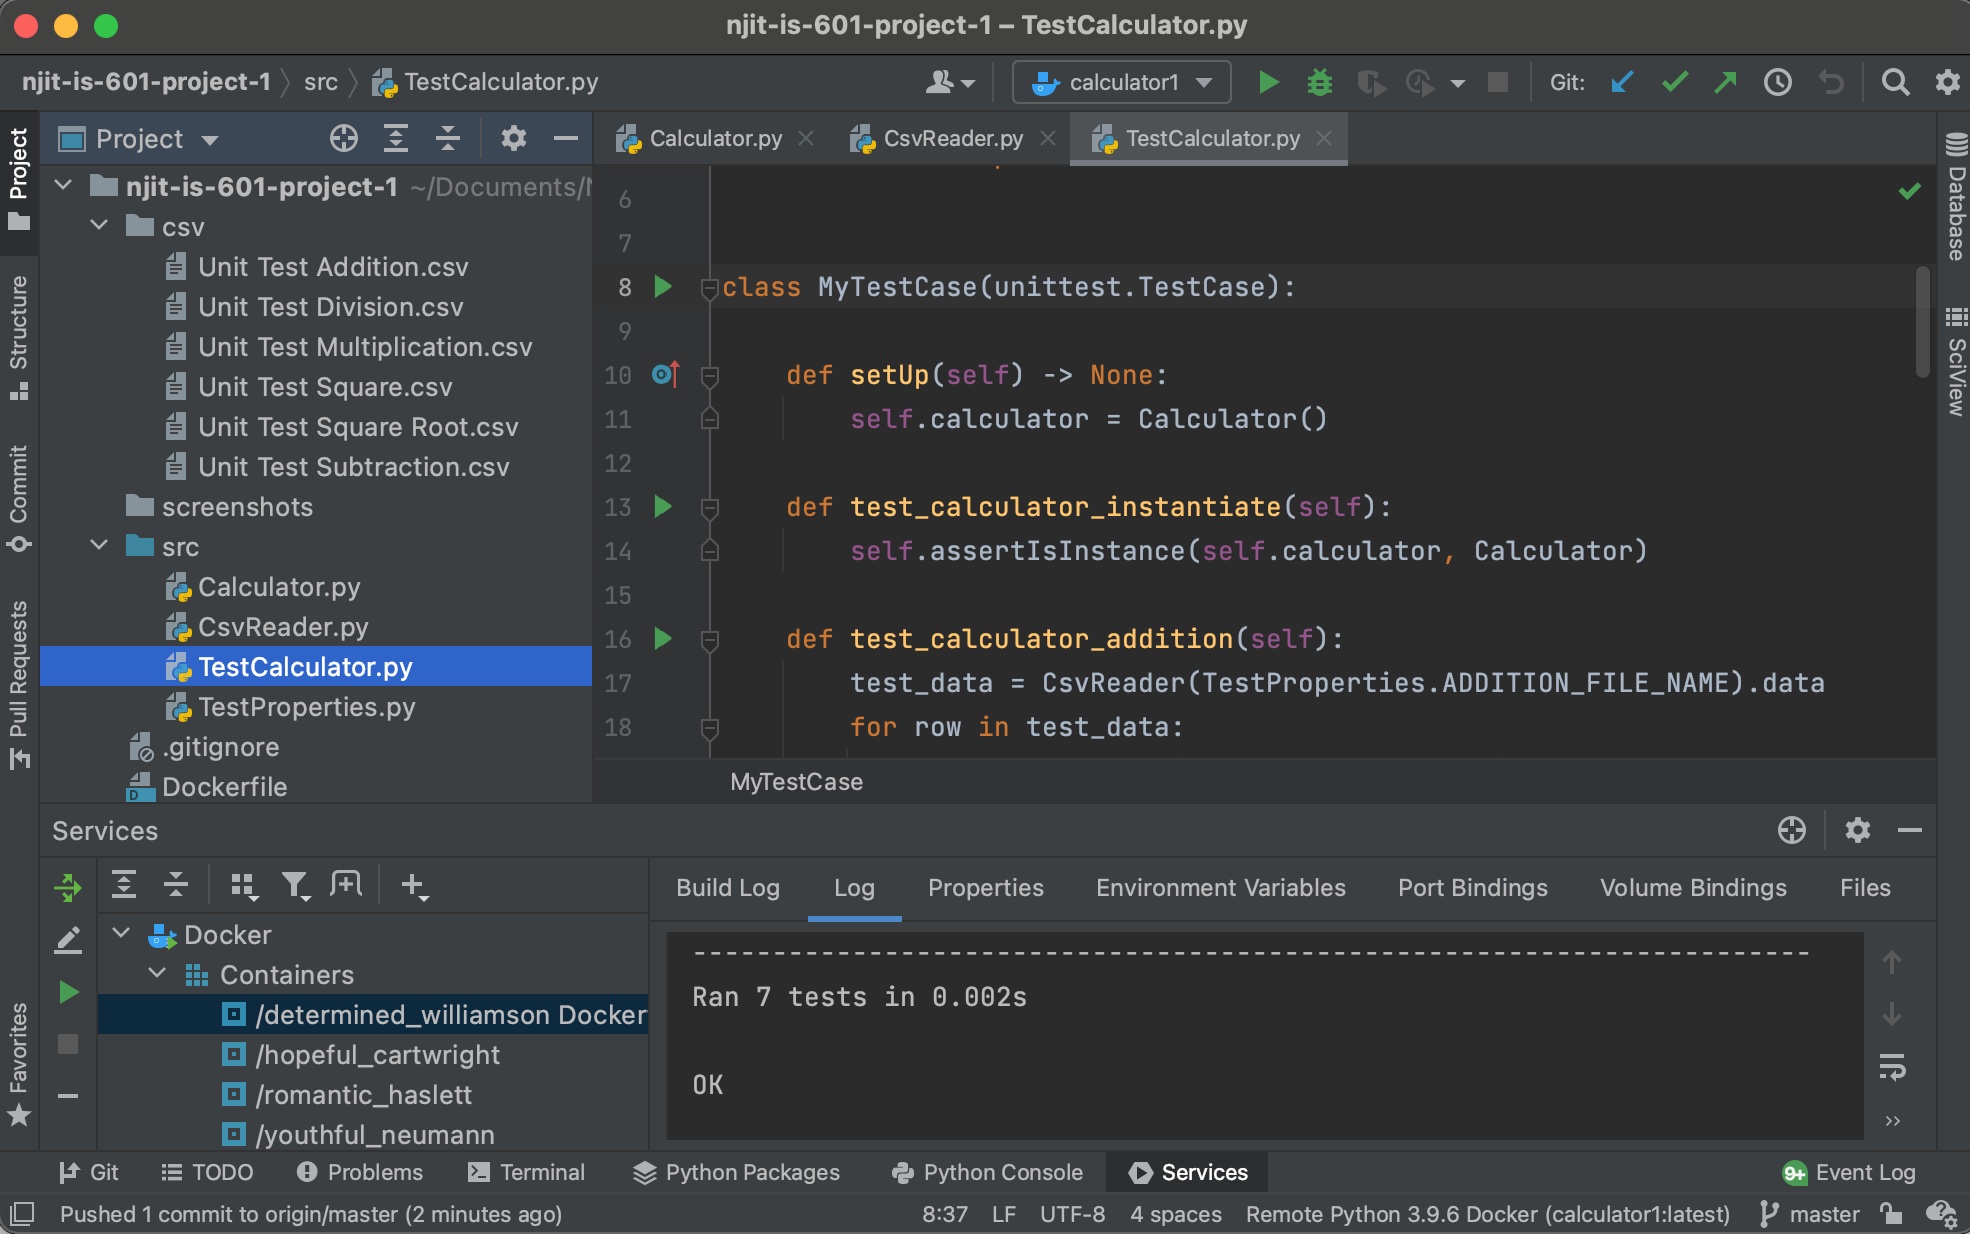 njit-is-601-project-1 – TestCalculator.py
njit-is-601-project-1 src TestCalculator.py
calculator1
Git:
Project
Structure
Commit
Pull Requests
Favorites
Project
njit-is-601-project-1 ~/Documents/
csv
Unit Test Addition.csv
Unit Test Division.csv
Unit Test Multiplication.csv
Unit Test Square.csv
Unit Test Square Root.csv
Unit Test Subtraction.csv
screenshots
src
Calculator.py
CsvReader.py
TestCalculator.py
TestProperties.py
.gitignore
Dockerfile
Calculator.py CsvReader.py TestCalculator.py
6
7
8 class MyTestCase(unittest.TestCase):
9
10 def setUp(self) -> None:
11 self.calculator = Calculator()
12
13 def test_calculator_instantiate(self):
14 self.assertIsInstance(self.calculator, Calculator)
15
16 def test_calculator_addition(self):
17 test_data = CsvReader(TestProperties.ADDITION_FILE_NAME).data
18 for row in test_data:
MyTestCase
Database
SciView
Services
Docker
Containers
/determined_williamson Docker
/hopeful_cartwright
/romantic_haslett
/youthful_neumann
Build Log Log Properties Environment Variables Port Bindings Volume Bindings Files
----------------------------------------------------------------------
Ran 7 tests in 0.002s
OK
Git TODO Problems Terminal Python Packages Python Console Services 9+ Event Log
Pushed 1 commit to origin/master (2 minutes ago) 8:37 LF UTF-8 4 spaces Remote Python 3.9.6 Docker (calculator1:latest) master